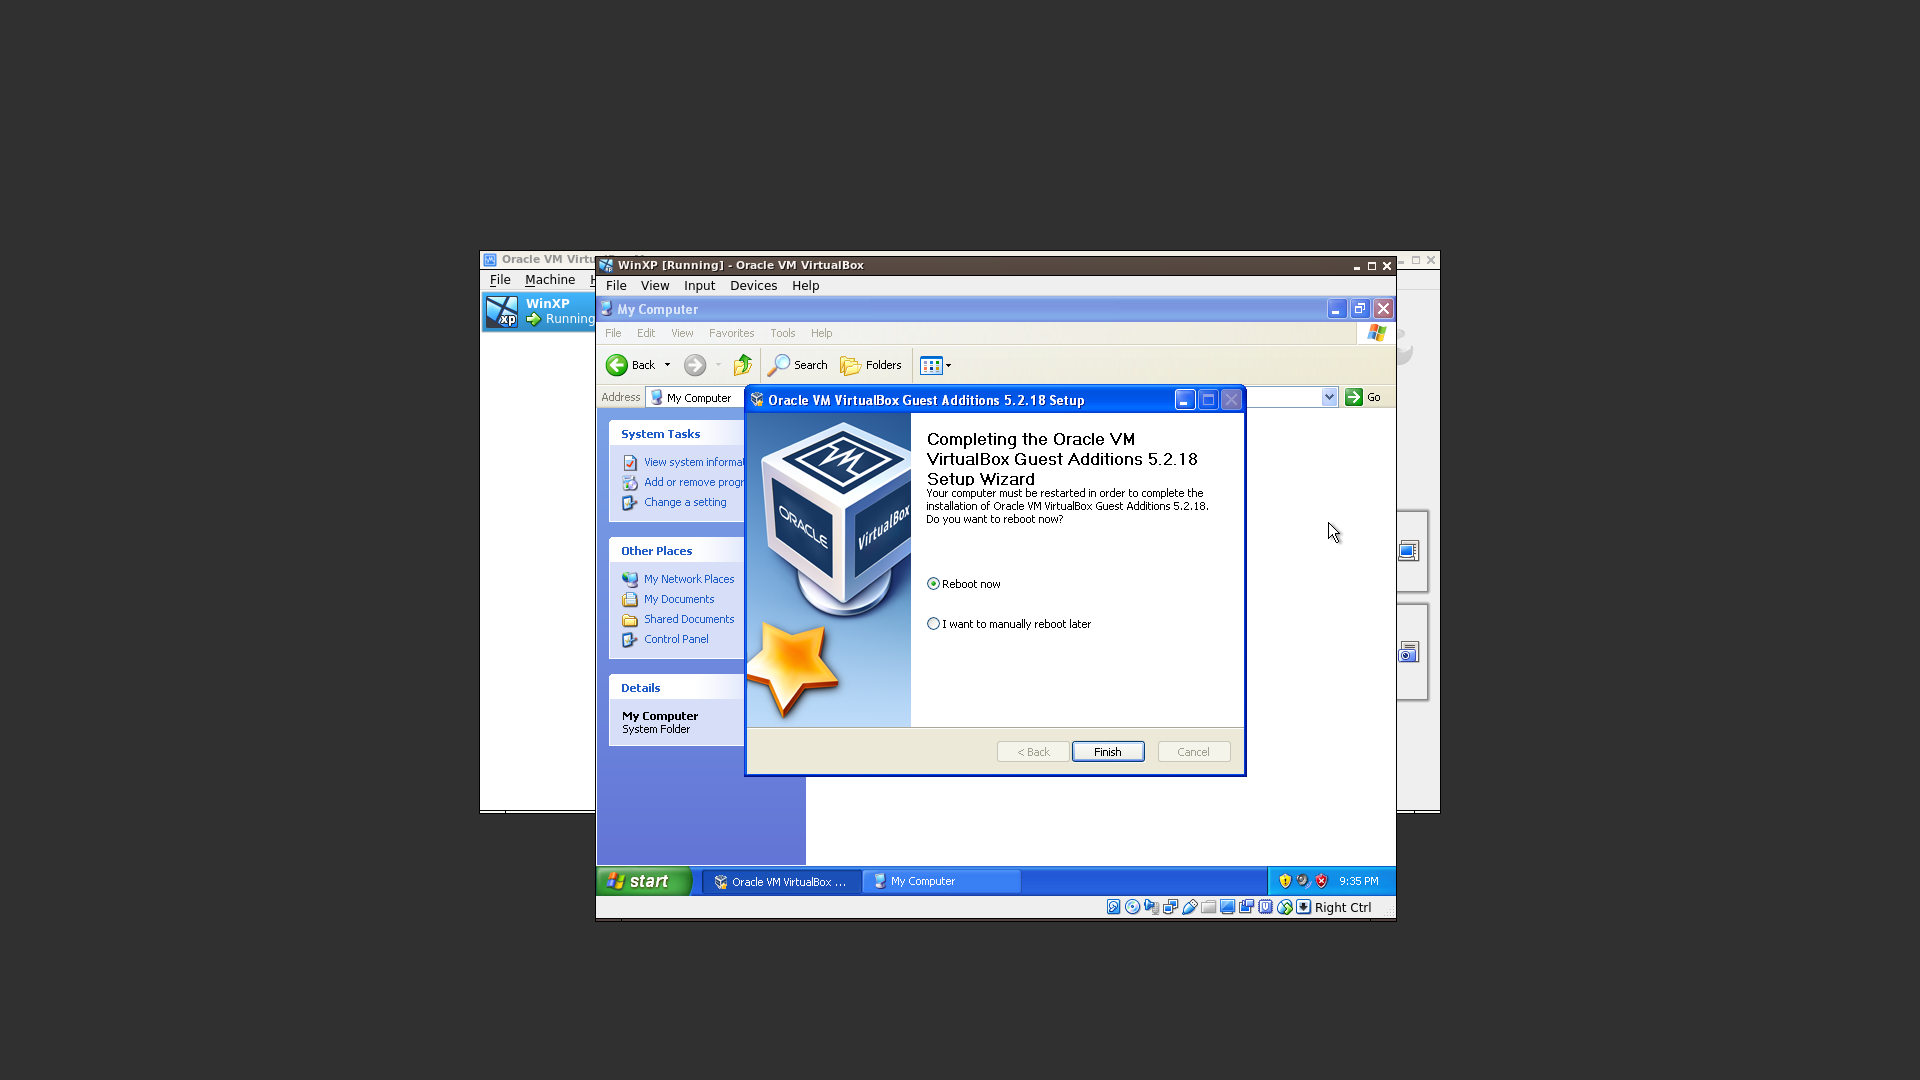 Oracle VM Virtu
File Machine H
WinXP
Running
WinXP [Running] - Oracle VM VirtualBox
File View Input Devices Help
My Computer
File Edit View Favorites Tools Help
Back Search Folders
Address My Computer Go
Oracle VM VirtualBox Guest Additions 5.2.18 Setup
System Tasks
View system informat
Add or remove progr
Change a setting
Other Places
My Network Places
My Documents
Shared Documents
Control Panel
Details
My Computer
System Folder
ORACLE
VirtualBox
Completing the Oracle VM
VirtualBox Guest Additions 5.2.18
Setup Wizard
Your computer must be restarted in order to complete the
installation of Oracle VM VirtualBox Guest Additions 5.2.18.
Do you want to reboot now?
Reboot now
I want to manually reboot later
< Back Finish Cancel
start Oracle VM VirtualBox ... My Computer 9:35 PM
Right Ctrl